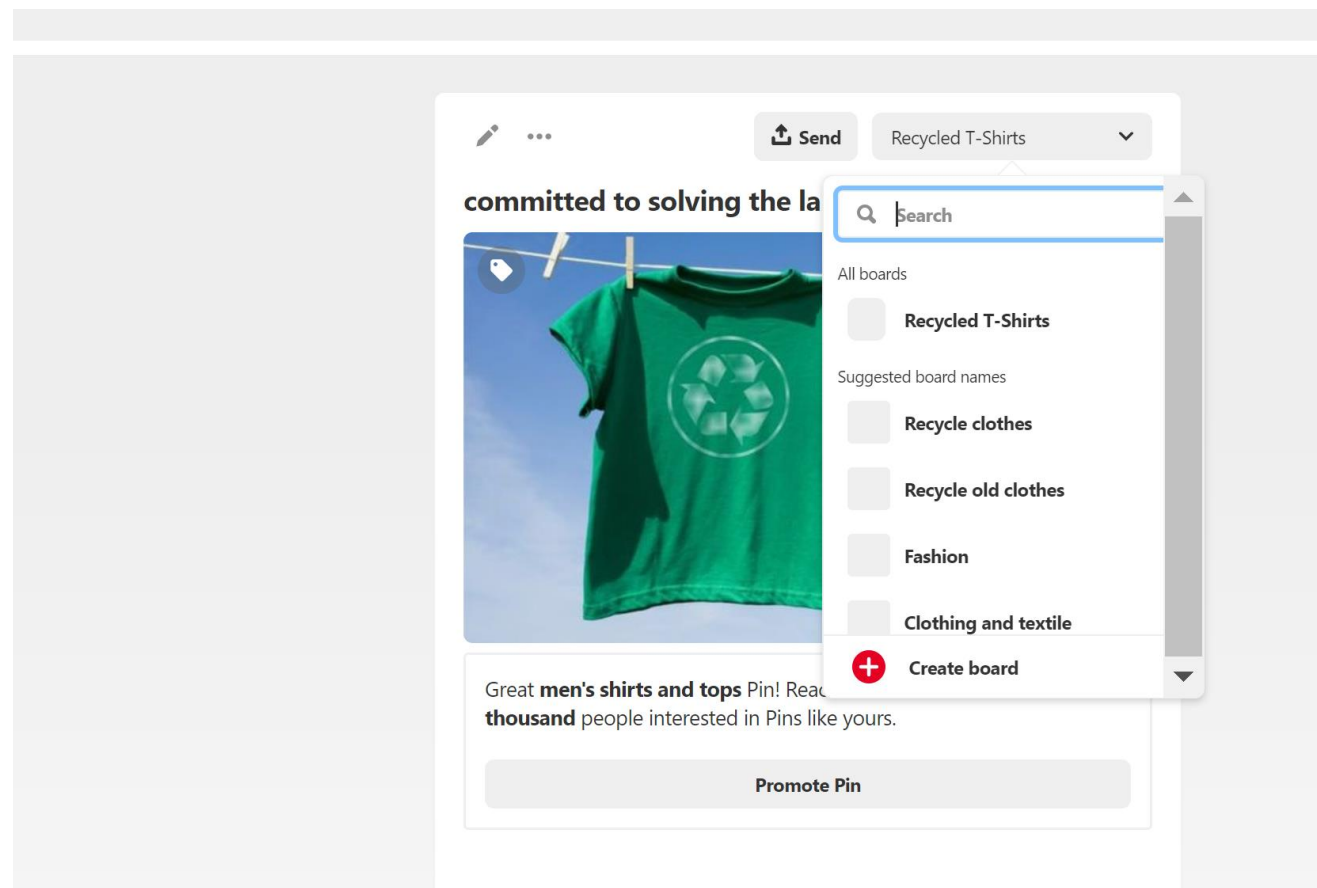 Send
Recycled T-Shirts
committed to solving the la
Search
All boards
Recycled T-Shirts
Suggested board names
Recycle clothes
Recycle old clothes
Fashion
Clothing and textile
Create board
Great men's shirts and tops Pin! Reac
thousand people interested in Pins like yours.
Promote Pin